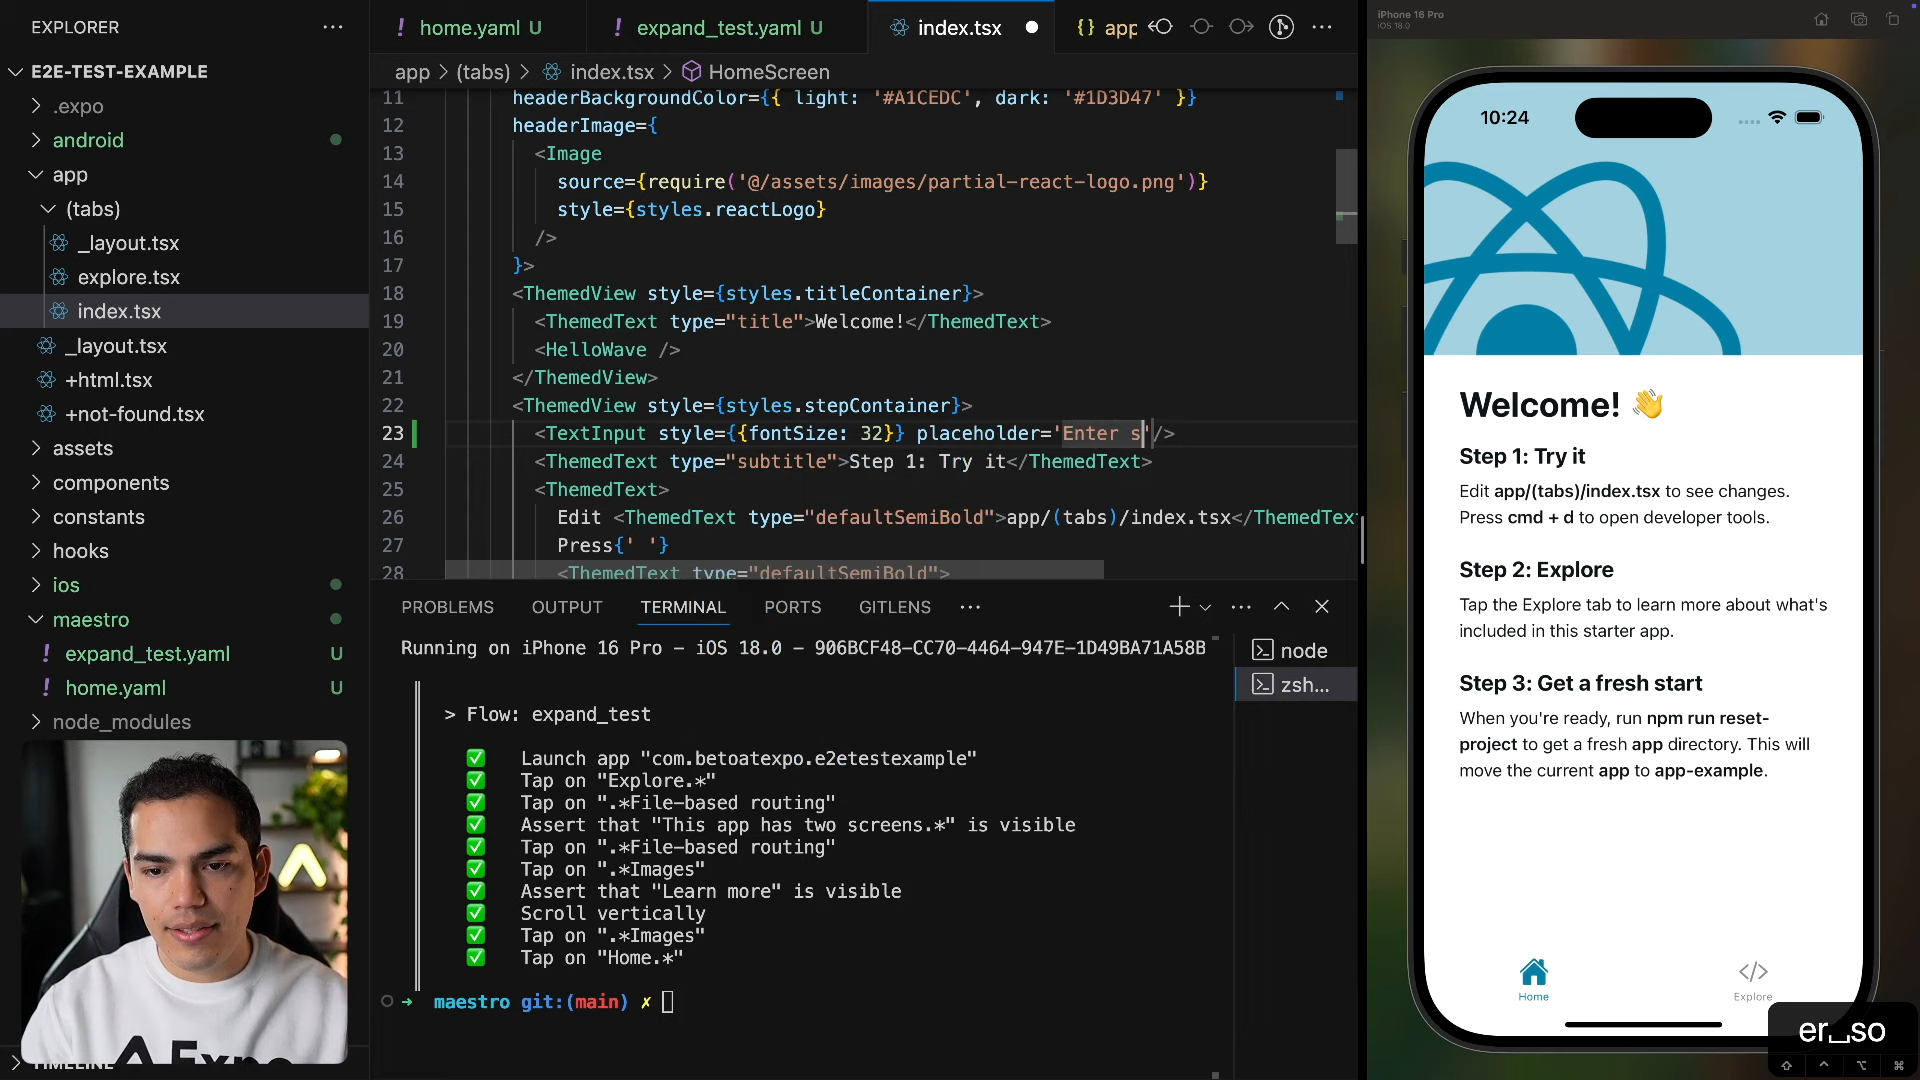 EXPLORER
E2E-TEST-EXAMPLE
.expo
android
app
(tabs)
_layout.tsx
explore.tsx
index.tsx
_layout.tsx
+html.tsx
+not-found.tsx
assets
components
constants
hooks
ios
maestro
! expand_test.yaml U
! home.yaml U
node_modules
TIMELINE
! home.yaml U
! expand_test.yaml U
index.tsx
{} app
app > (tabs) > index.tsx > HomeScreen
11 headerBackgroundColor={{ light: '#A1CEDC', dark: '#1D3D47' }}
12 headerImage={
13 <Image
14 source={require('@/assets/images/partial-react-logo.png')}
15 style={styles.reactLogo}
16 />
17 }>
18 <ThemedView style={styles.titleContainer}>
19 <ThemedText type="title">Welcome!</ThemedText>
20 <HelloWave />
21 </ThemedView>
22 <ThemedView style={styles.stepContainer}>
23 <TextInput style={{fontSize: 32}} placeholder='Enter s'/>
24 <ThemedText type="subtitle">Step 1: Try it</ThemedText>
25 <ThemedText>
26 Edit <ThemedText type="defaultSemiBold">app/(tabs)/index.tsx</ThemedTex
27 Press{' '}
28 <ThemedText type="defaultSemiBold">
PROBLEMS OUTPUT TERMINAL PORTS GITLENS
Running on iPhone 16 Pro - iOS 18.0 - 906BCF48-CC70-4464-947E-1D49BA71A58B
> Flow: expand_test
✅ Launch app "com.betoatexpo.e2etestexample"
✅ Tap on "Explore.*"
✅ Tap on ".*File-based routing"
✅ Assert that "This app has two screens.*" is visible
✅ Tap on ".*File-based routing"
✅ Tap on ".*Images"
✅ Assert that "Learn more" is visible
✅ Scroll vertically
✅ Tap on ".*Images"
✅ Tap on "Home.*"
→ maestro git:(main) ✗
node
zsh...
Expo
iPhone 16 Pro
iOS 18.0
10:24
Welcome! 👋
Step 1: Try it
Edit app/(tabs)/index.tsx to see changes.
Press cmd + d to open developer tools.
Step 2: Explore
Tap the Explore tab to learn more about what's
included in this starter app.
Step 3: Get a fresh start
When you're ready, run npm run reset-
project to get a fresh app directory. This will
move the current app to app-example.
Home
Explore
er␣so